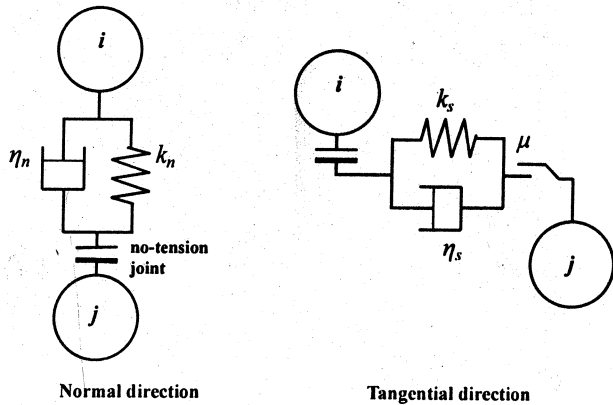 i
i
k_s
η_n
k_n
μ
no-tension
joint
η_s
j
j
Normal direction
Tangential direction